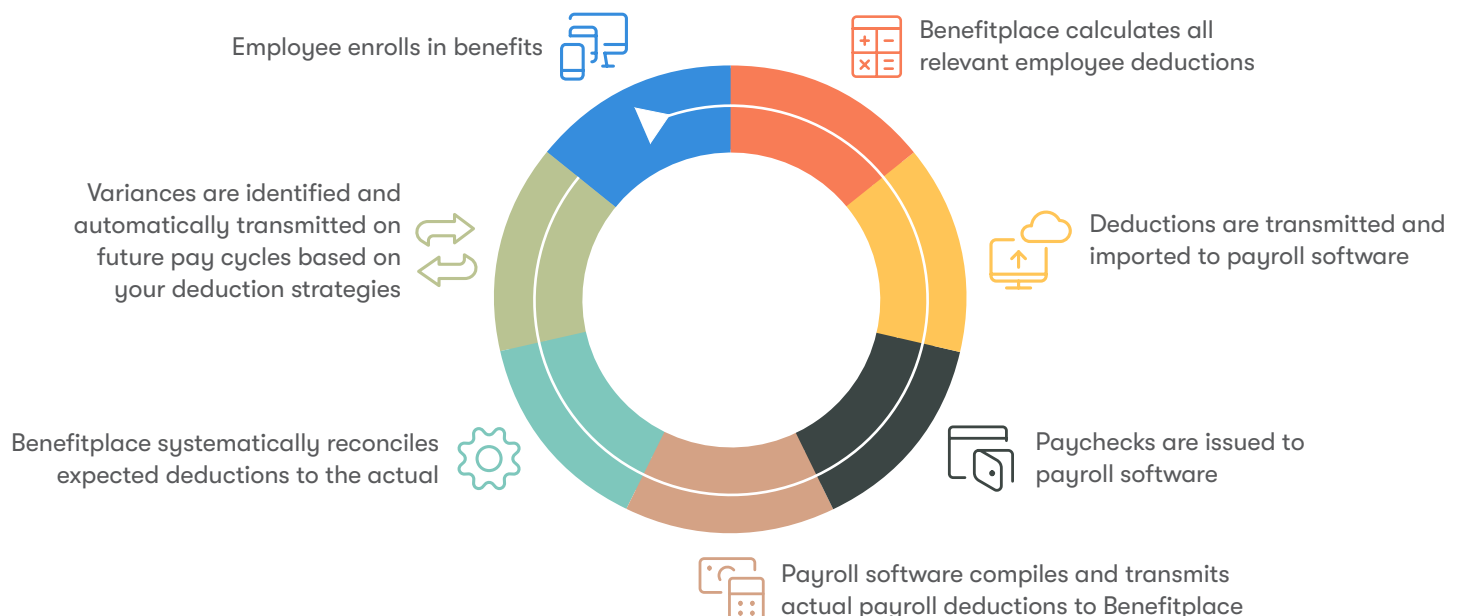 Employee enrolls in benefits
Benefitplace calculates all
relevant employee deductions
Deductions are transmitted and
imported to payroll software
Paychecks are issued to
payroll software
Payroll software compiles and transmits
actual payroll deductions to Benefitplace
Benefitplace systematically reconciles
expected deductions to the actual
Variances are identified and
automatically transmitted on
future pay cycles based on
your deduction strategies